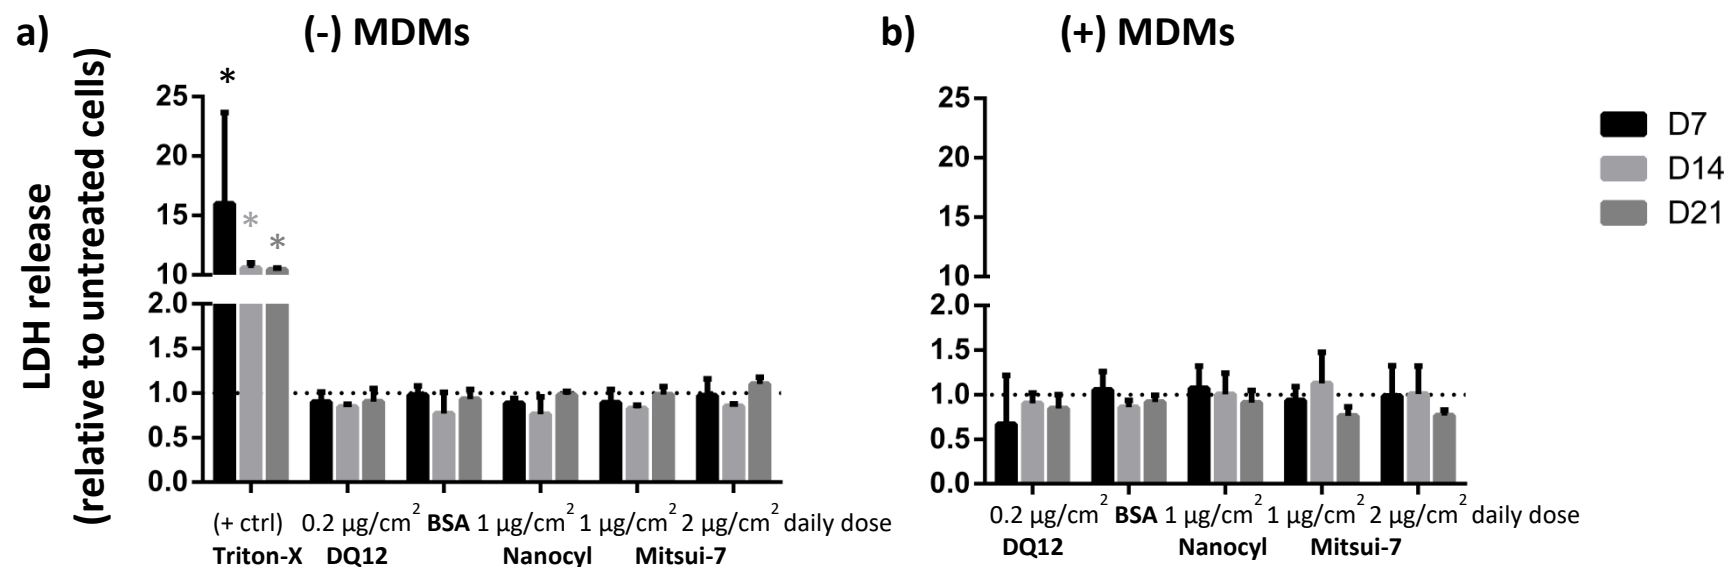 a)
(-) MDMs
LDH release
(relative to untreated cells)
25
20
15
10
2.0
1.5
1.0
0.5
0.0
*
*
*
(+ ctrl) 0.2 µg/cm² BSA 1 µg/cm² 1 µg/cm² 2 µg/cm² daily dose
Triton-X DQ12 Nanocyl Mitsui-7
b)
(+) MDMs
25
20
15
10
2.0
1.5
1.0
0.5
0.0
0.2 µg/cm² BSA 1 µg/cm² 1 µg/cm² 2 µg/cm² daily dose
DQ12 Nanocyl Mitsui-7
D7
D14
D21